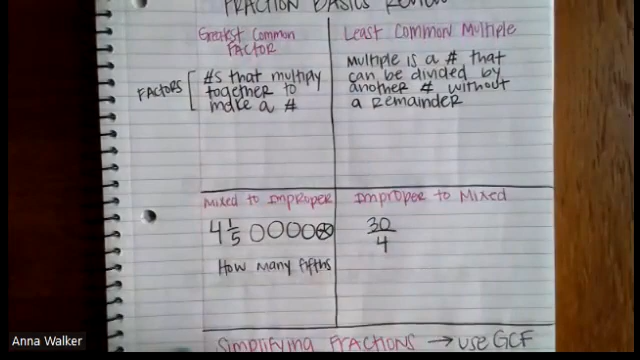 FRACTION BASICS REVIEW
Greatest Common
FACTOR
FACTORS
#s that multiply
together to
make a #
Least Common Multiple
Multiple is a # that
can be divided by
another # without
a remainder
Mixed to Improper
4 1/5
How many fifths
Improper to Mixed
30
4
Simplifying FRACTIONS → use GCF
Anna Walker